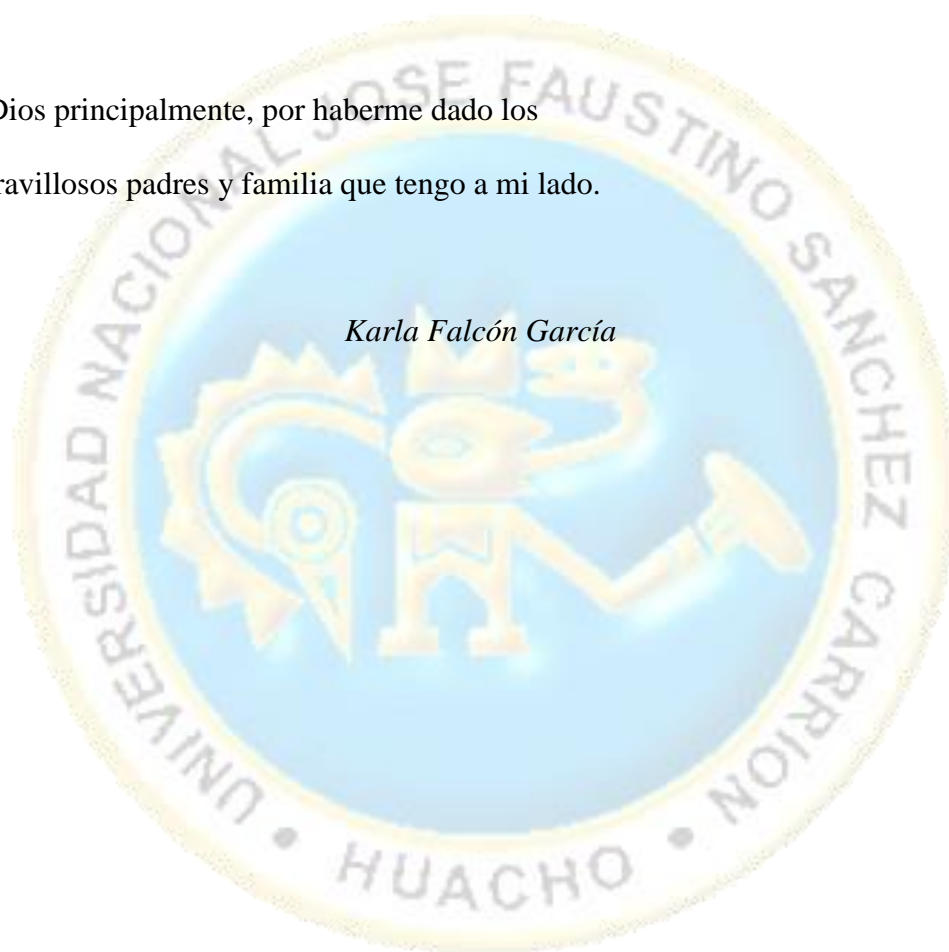 Dios principalmente, por haberme dado los
ravillosos padres y familia que tengo a mi lado.
Karla Falcón García
UNIVERSIDAD NACIONAL JOSE FAUSTINO SANCHEZ CARRION
• HUACHO •